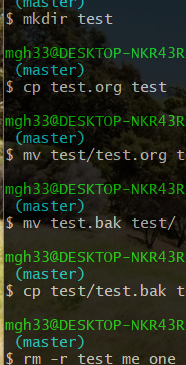 (master)
$ mkdir test
mgh33@DESKTOP-NKR43R
(master)
$ cp test.org test
mgh33@DESKTOP-NKR43R
(master)
$ mv test/test.org t
mgh33@DESKTOP-NKR43R
(master)
$ mv test.bak test/
mgh33@DESKTOP-NKR43R
(master)
$ cp test/test.bak t
mgh33@DESKTOP-NKR43R
(master)
$ rm -r test me one